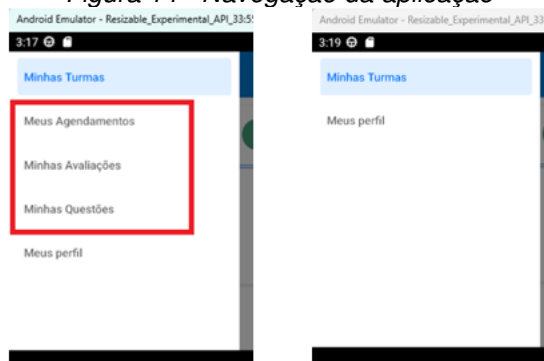 Android Emulator - Resizable_Experimental_API_33:5
3:17
Minhas Turmas
Meus Agendamentos
Minhas Avaliações
Minhas Questões
Meus perfil
Android Emulator - Resizable_Experimental_API_33
3:19
Minhas Turmas
Meus perfil